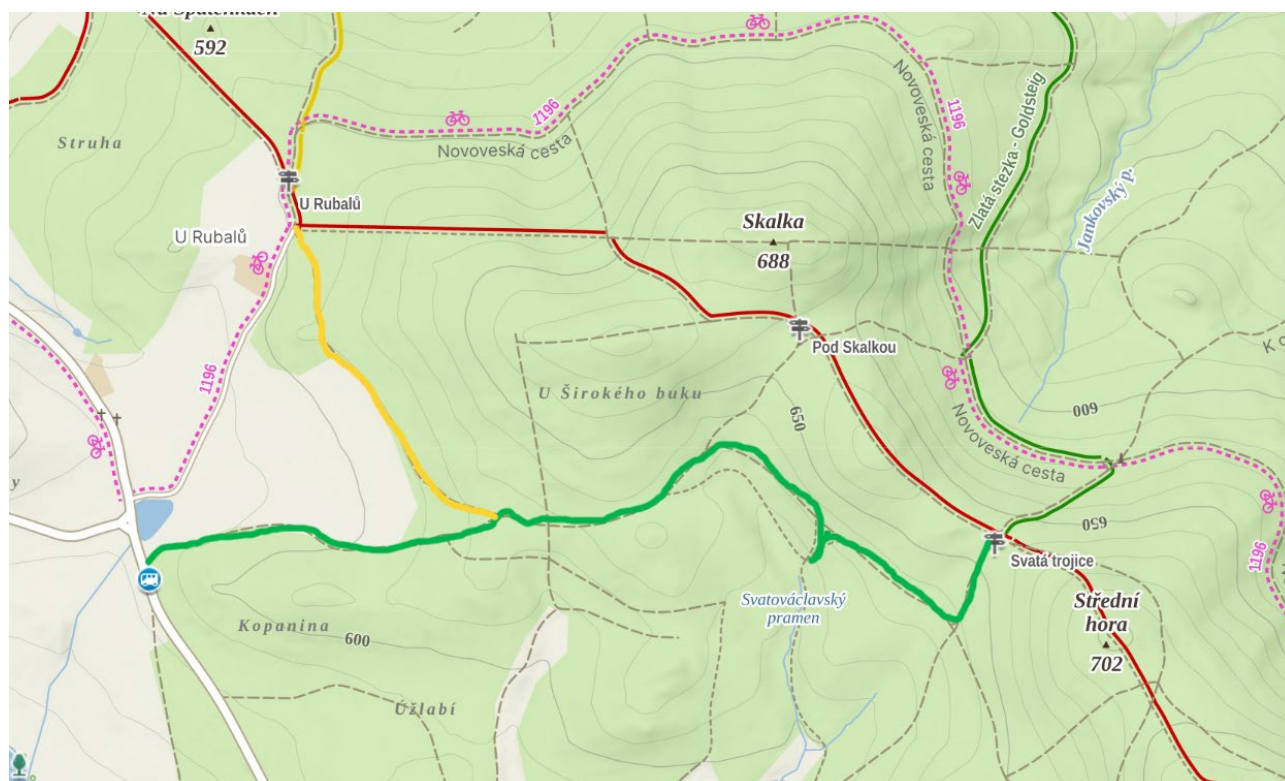 592
Struha
U Rubalů
U Rubalů
1196
Novoveská cesta
1196
Novoveská cesta
1196
Zlatá stezka - Goldsteig
Jankovský p.
Skalka
688
Pod Skalkou
1196
U Širokého buku
650
600
Novoveská cesta
650
1196
y
Svatá trojice
Svatováclavský
pramen
Střední
hora
702
Kopanina
600
Úžlabí